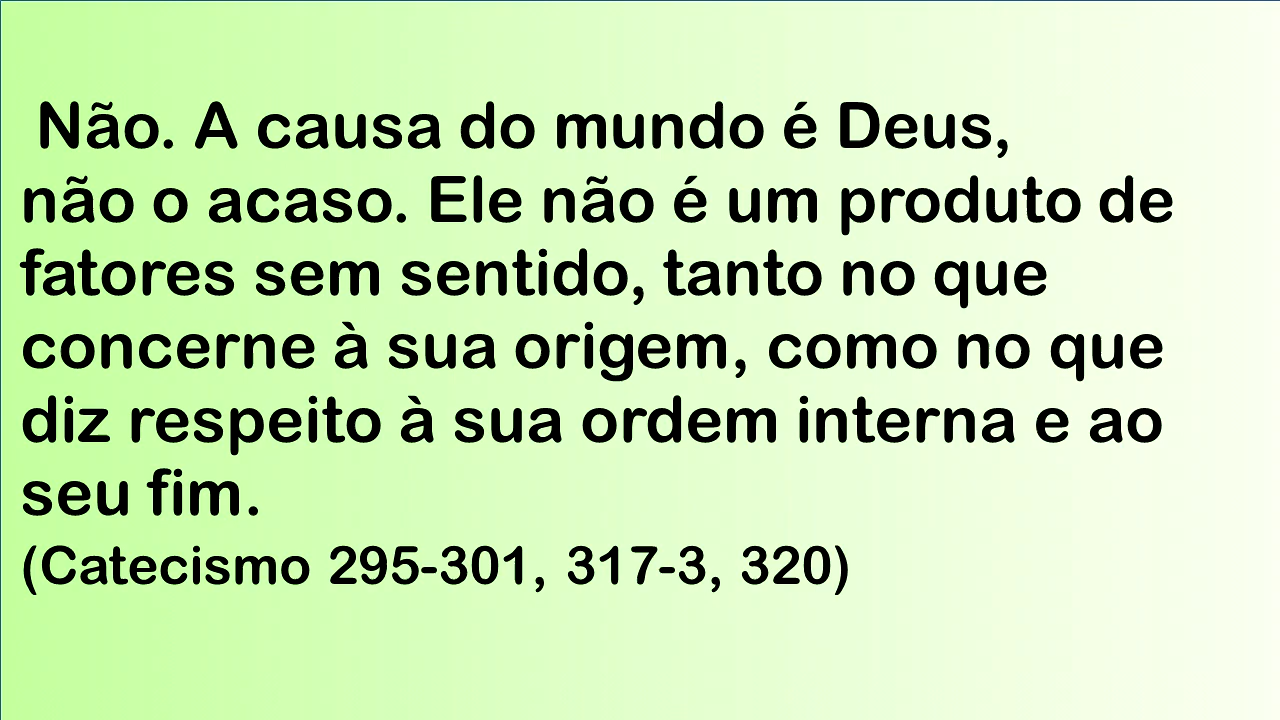 Não. A causa do mundo é Deus,
não o acaso. Ele não é um produto de
fatores sem sentido, tanto no que
concerne à sua origem, como no que
diz respeito à sua ordem interna e ao
seu fim.
(Catecismo 295-301, 317-3, 320)